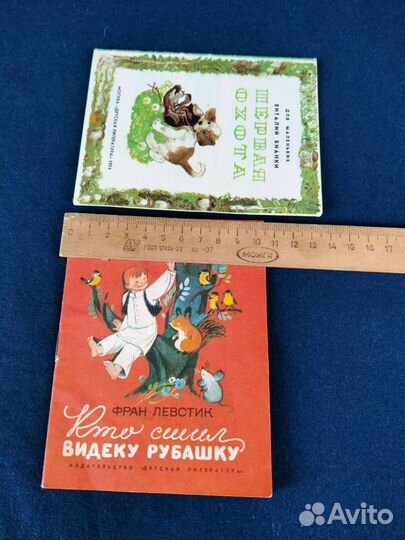 ДЛЯ МАЛЕНЬКИХ
ВИТАЛИЙ БИАНКИ
ПЕРВАЯ
ОХОТА
МОСКВА «ДЕТСКАЯ ЛИТЕРАТУРА»
0 1 2 3 4 5 6 7 8 9 10 11 12 13 14 15 16 17 18
ГОСТ 17435-72
МОЖГА
ФРАН ЛЕВСТИК
Кто сшил
ВИДЕКУ РУБАШКУ
ИЗДАТЕЛЬСТВО «ДЕТСКАЯ ЛИТЕРАТУРА»
Avito